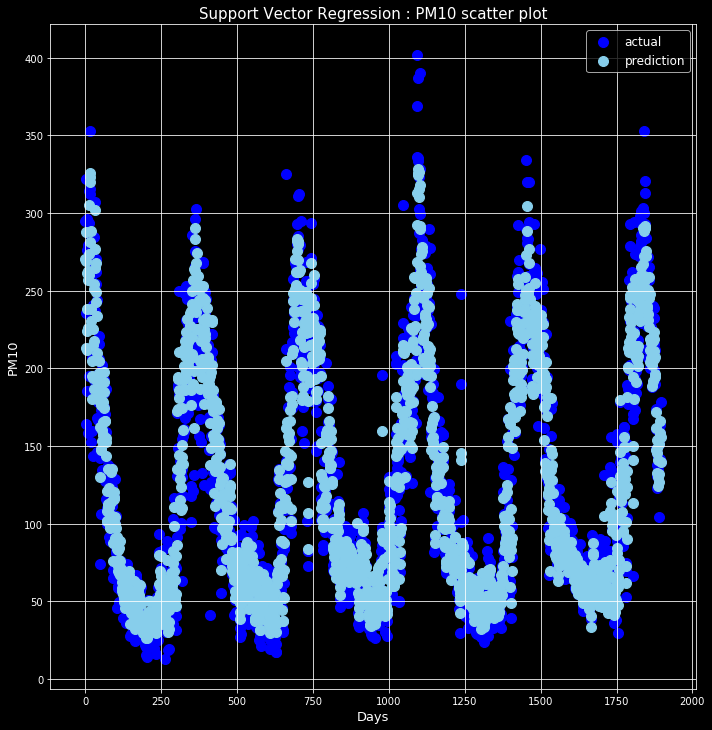 Support Vector Regression : PM10 scatter plot
actual
prediction
400
350
300
250
200
150
100
50
0
PM10
0 250 500 750 1000 1250 1500 1750 2000
Days